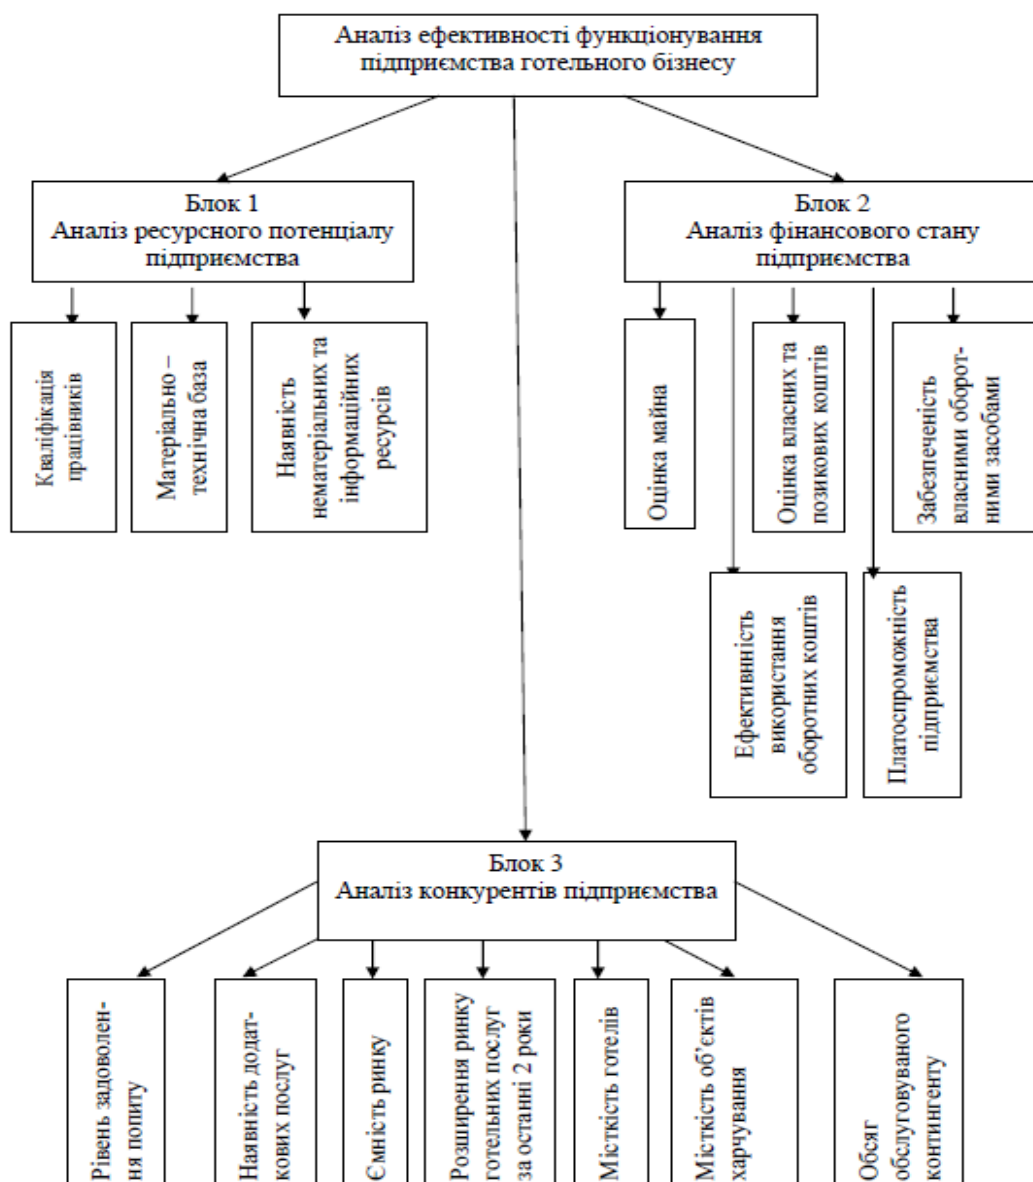 Аналіз ефективності функціонування
підприємства готельного бізнесу
Блок 1
Аналіз ресурсного потенціалу
підприємства
Блок 2
Аналіз фінансового стану
підприємства
Кваліфікація
працівників
Матеріально –
технічна база
Наявність
нематеріальних та
інформаційних
ресурсів
Оцінка майна
Оцінка власних та
позикових коштів
Забезпеченість
власними оборот-
ними засобами
Ефективнність
використання
оборотних коштів
Платоспроможність
підприємства
Блок 3
Аналіз конкурентів підприємства
Рівень задоволен-
ня попиту
Наявність додат-
кових послуг
Ємність ринку
Розширення ринку
готельних послуг
за останні 2 роки
Місткість готелів
Місткість об’єктів
харчування
Обсяг
обслуговуваного
контингенту